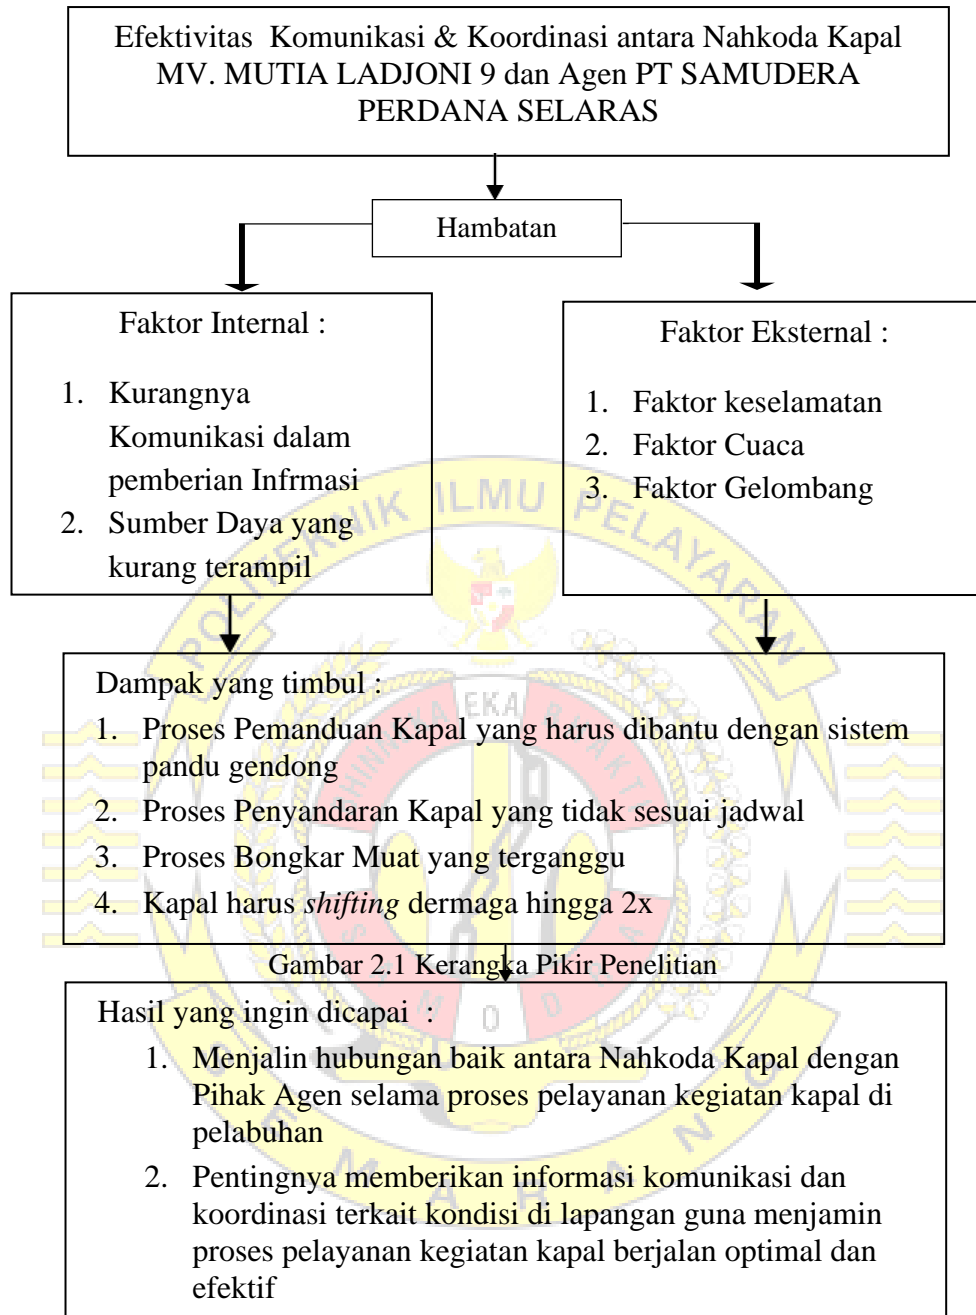 Efektivitas Komunikasi & Koordinasi antara Nahkoda Kapal
MV. MUTIA LADJONI 9 dan Agen PT SAMUDERA
PERDANA SELARAS
Hambatan
Faktor Internal :
1. Kurangnya
Komunikasi dalam
pemberian Infrmasi
2. Sumber Daya yang
kurang terampil
Faktor Eksternal :
1. Faktor keselamatan
2. Faktor Cuaca
3. Faktor Gelombang
POLITEKNIK ILMU PELAYARAN
Dampak yang timbul :
1. Proses Pemanduan Kapal yang harus dibantu dengan sistem
pandu gendong
2. Proses Penyandaran Kapal yang tidak sesuai jadwal
3. Proses Bongkar Muat yang terganggu
4. Kapal harus shifting dermaga hingga 2x
EKA
Gambar 2.1 Kerangka Pikir Penelitian
Hasil yang ingin dicapai :
1. Menjalin hubungan baik antara Nahkoda Kapal dengan
Pihak Agen selama proses pelayanan kegiatan kapal di
pelabuhan
2. Pentingnya memberikan informasi komunikasi dan
koordinasi terkait kondisi di lapangan guna menjamin
proses pelayanan kegiatan kapal berjalan optimal dan
efektif
SEMARANG